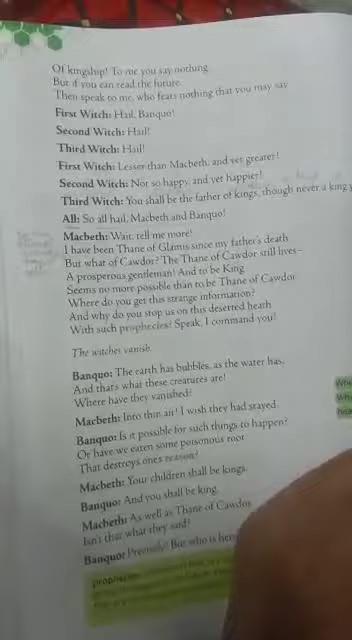 Of kingship! To me you say nothing.
But if you can read the future
Then speak to me, who fears nothing that you may say
First Witch: Hail, Banquo!
Second Witch: Hail!
Third Witch: Hail!
First Witch: Lesser than Macbeth, and yet greater!
Second Witch: Not so happy, and yet happier!
Third Witch: You shall be the father of kings, though never a king
All: So all hail, Macbeth and Banquo!
Macbeth: Wait, tell me more!
I have been Thane of Glamis since my father's death
But what of Cawdor? The Thane of Cawdor still lives–
A prosperous gentleman! And to be King
Seems no more possible than to be Thane of Cawdor
Where do you get this strange information?
And why do you stop us on this deserted heath
With such prophecies? Speak, I command you!
The witches vanish.
Banquo: The earth has bubbles, as the water has,
And that's what these creatures are!
Where have they vanished?
Macbeth: Into thin air! I wish they had stayed.
Banquo: Is it possible for such things to happen?
Or have we eaten some poisonous root
That destroys one's reason?
Macbeth: Your children shall be kings.
Banquo: And you shall be king.
Macbeth: As well as Thane of Cawdor
Isn't that what they said?
Banquo: Precisely! But who is here
prophecies